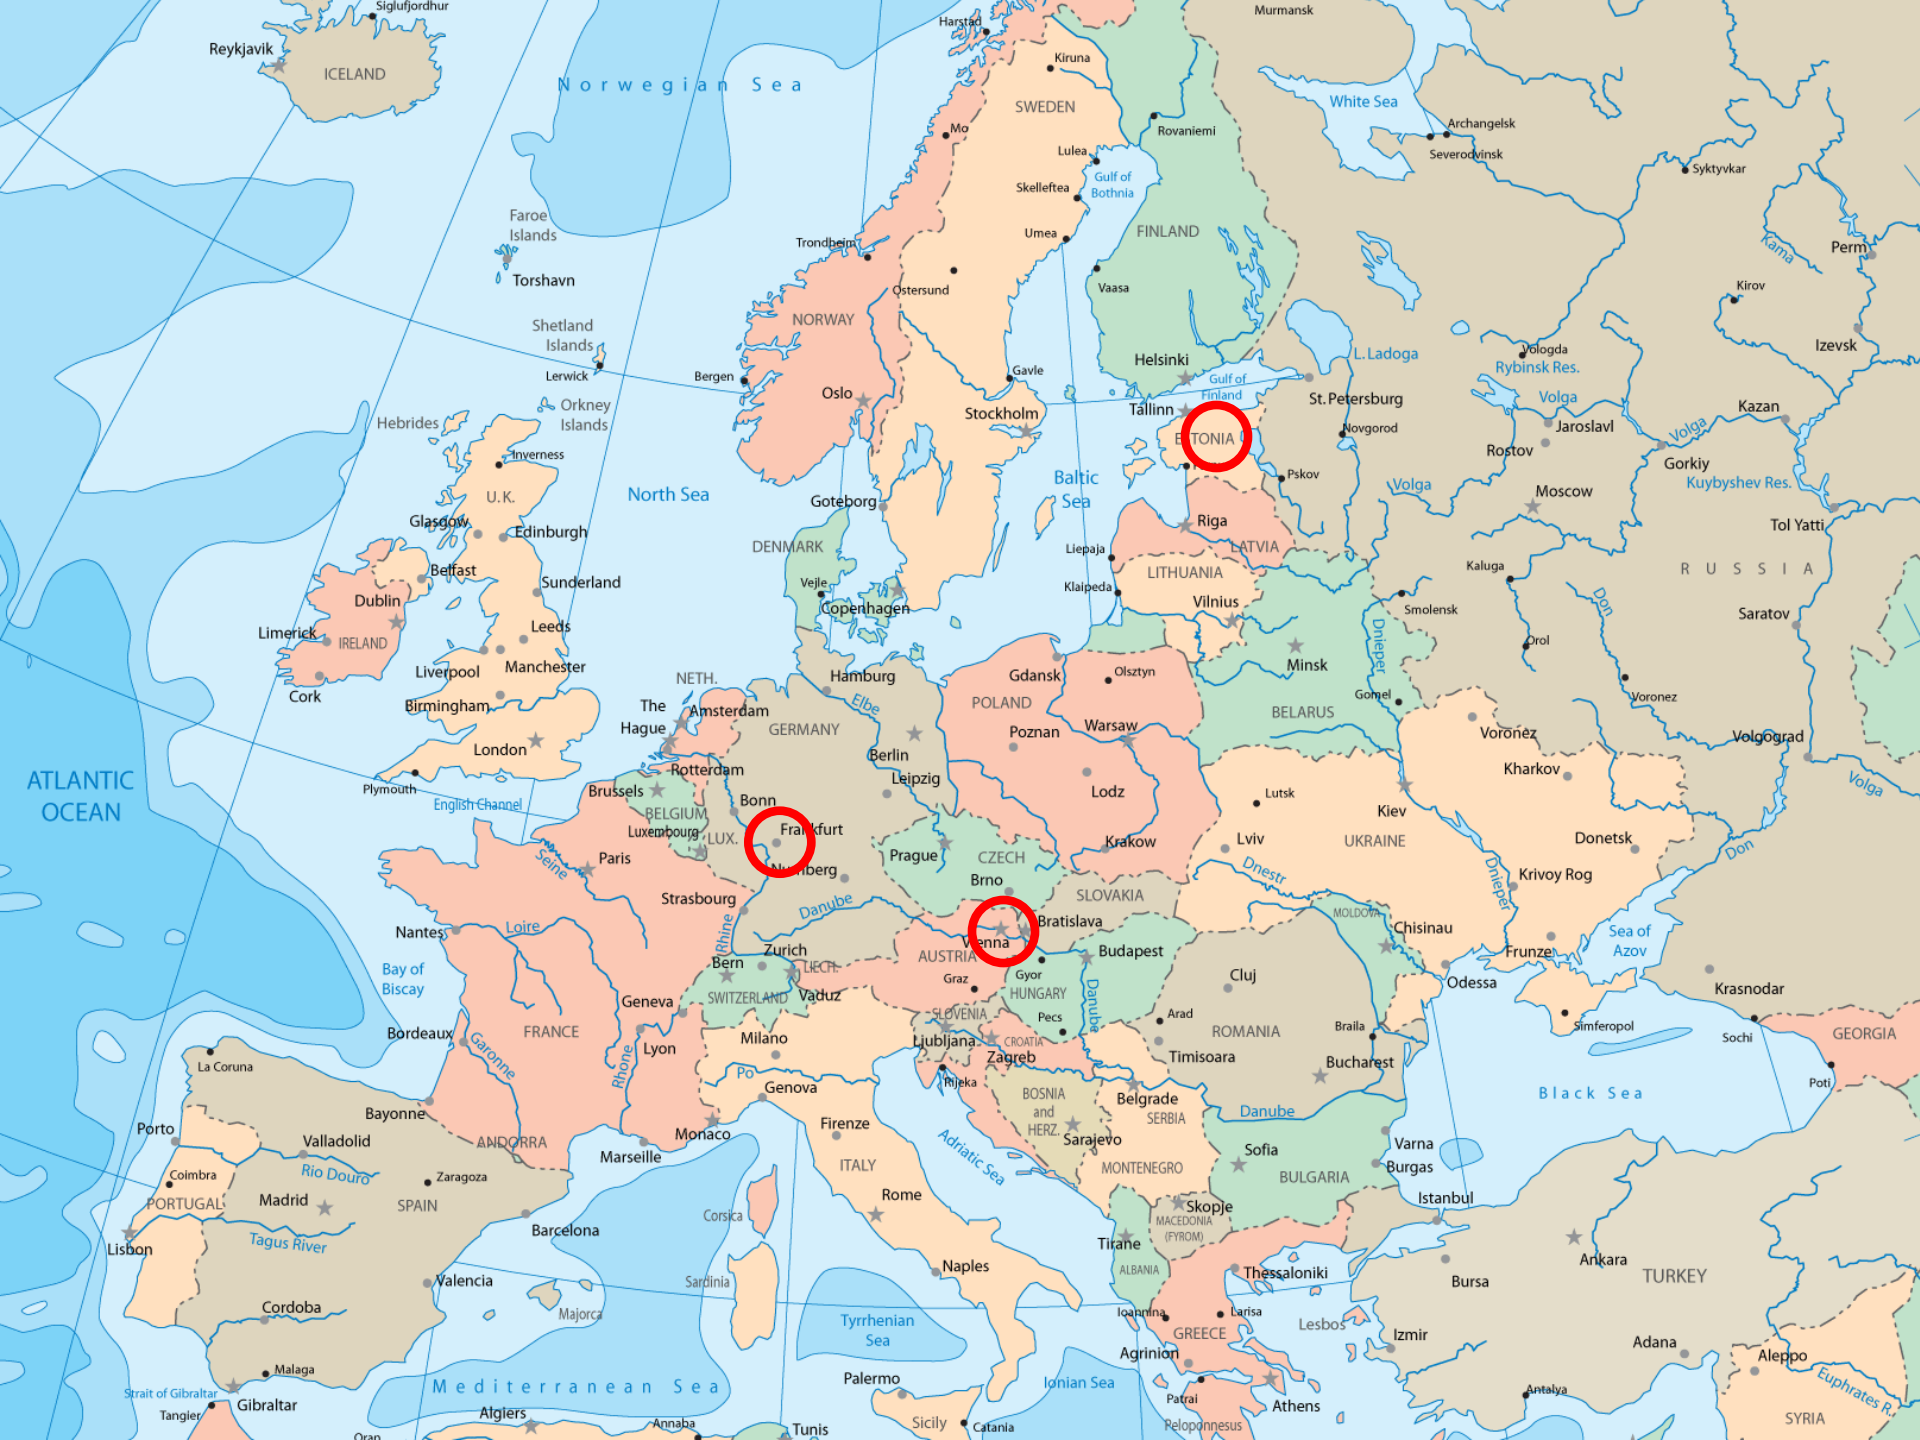 Siglufjordhur
Reykjavik
ICELAND
Norwegian Sea
Harstad
Kiruna
SWEDEN
Murmansk
White Sea
Archangelsk
Severodvinsk
Syktyvkar
Mo
Rovaniemi
Lulea
Skelleftea
Gulf of
Bothnia
Umea
FINLAND
Faroe
Islands
Torshavn
Trondheim
Ostersund
Vaasa
Kama
Perm
Kirov
Izevsk
Shetland
Islands
Lerwick
NORWAY
Bergen
Oslo
Gavle
Stockholm
Helsinki
Gulf of
Finland
L. Ladoga
Vologda
Rybinsk Res.
Volga
Orkney
Islands
Hebrides
Tallinn
St. Petersburg
Novgorod
Jaroslavl
Rostov
Kazan
Volga
Gorkiy
Kuybyshev Res.
Inverness
U.K.
North Sea
Baltic
Sea
Pskov
Volga
Moscow
Tol Yatti
Glasgow
Edinburgh
Goteborg
Riga
LATVIA
DENMARK
Liepaja
LITHUANIA
Kaluga
RUSSIA
Belfast
Sunderland
Vejle
Copenhagen
Klaipeda
Vilnius
Smolensk
Don
Saratov
Dublin
Limerick
IRELAND
Leeds
Liverpool
Manchester
Cork
Birmingham
London
Plymouth
English Channel
Minsk
Dnieper
Orol
NETH.
The
Hague
Amsterdam
Hamburg
Elbe
Gdansk
Olsztyn
POLAND
Gomel
BELARUS
Voronez
GERMANY
Berlin
Poznan
Warsaw
Voronėz
Volgograd
Volga
ATLANTIC
OCEAN
Rotterdam
Brussels
Leipzig
Lodz
Lutsk
Kiev
Kharkov
BELGIUM
Bonn
Luxembourg
LUX.
Frankfurt
Lviv
UKRAINE
Donetsk
Don
Paris
Seine
Nurnberg
Prague
CZECH
Brno
Krakow
Dnestr
Dnieper
Krivoy Rog
SLOVAKIA
Strasbourg
Danube
Rhine
Nantes
Loire
Vienna
Bratislava
MOLDOVA
Chisinau
Frunze
Sea of
Azov
Bay of
Biscay
Bern
Zurich
LIECH.
Vaduz
SWITZERLAND
AUSTRIA
Graz
Gyor
Budapest
HUNGARY
Danube
Cluj
Odessa
Krasnodar
Geneva
Bordeaux
Garonne
FRANCE
Lyon
Rhone
Milano
Po
Genova
SLOVENIA
Ljubljana
CROATIA
Zagreb
Rijeka
Pecs
Arad
Timisoara
ROMANIA
Braila
Bucharest
Simferopol
Sochi
GEORGIA
Poti
La Coruna
Bayonne
ANDORRA
Marseille
Monaco
Firenze
ITALY
Adriatic Sea
BOSNIA
and
HERZ.
Sarajevo
Belgrade
SERBIA
MONTENEGRO
Danube
Sofia
BULGARIA
Varna
Burgas
Black Sea
Porto
Valladolid
Rio Douro
Coimbra
PORTUGAL
Madrid
SPAIN
Zaragoza
Barcelona
Lisbon
Tagus River
Corsica
Rome
Skopje
MACEDONIA
(FYROM)
Tirane
ALBANIA
Istanbul
Ankara
Bursa
TURKEY
Valencia
Cordoba
Majorca
Sardinia
Naples
Thessaloniki
Ioannina
Larisa
GREECE
Lesbos
Izmir
Adana
Aleppo
Tyrrhenian
Sea
Malaga
Strait of Gibraltar
Gibraltar
Tangier
Mediterranean Sea
Palermo
Sicily
Catania
Ionian Sea
Agrinion
Patrai
Athens
Peloponnesus
Antalya
Euphrates R.
SYRIA
Oran
Algiers
Annaba
Tunis